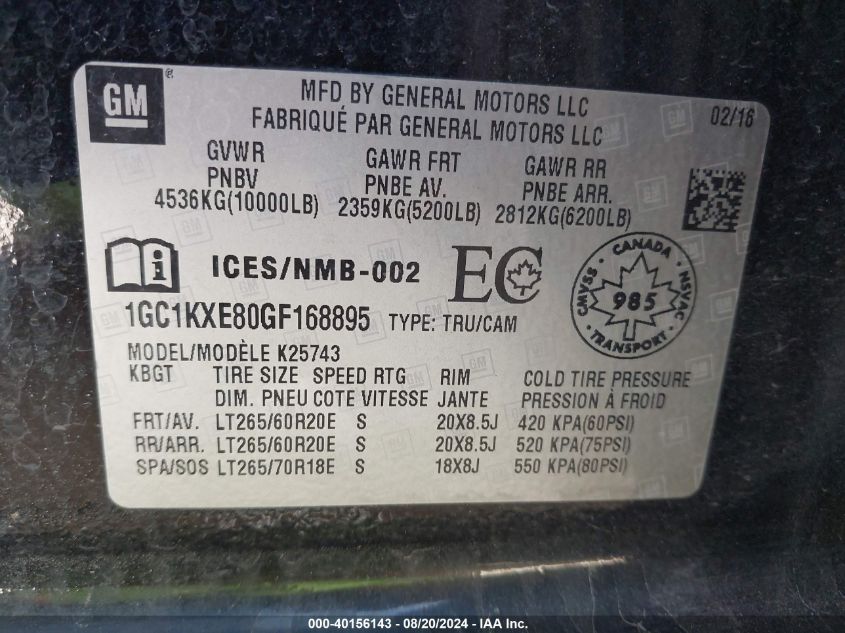 GM ®
MFD BY GENERAL MOTORS LLC
FABRIQUÉ PAR GENERAL MOTORS LLC
02/16
GVWR GAWR FRT GAWR RR
PNBV PNBE AV. PNBE ARR.
4536KG(10000LB) 2359KG(5200LB) 2812KG(6200LB)
i ICES/NMB-002 EC
CANADA
CMVSS 985 NSVAC
TRANSPORT
1GC1KXE80GF168895 TYPE: TRU/CAM
MODEL/MODÈLE K25743
KBGT TIRE SIZE SPEED RTG RIM COLD TIRE PRESSURE
DIM. PNEU COTE VITESSE JANTE PRESSION À FROID
FRT/AV. LT265/60R20E S 20X8.5J 420 KPA(60PSI)
RR/ARR. LT265/60R20E S 20X8.5J 520 KPA(75PSI)
SPA/SOS LT265/70R18E S 18X8J 550 KPA(80PSI)
000-40156143 - 08/20/2024 - IAA Inc.